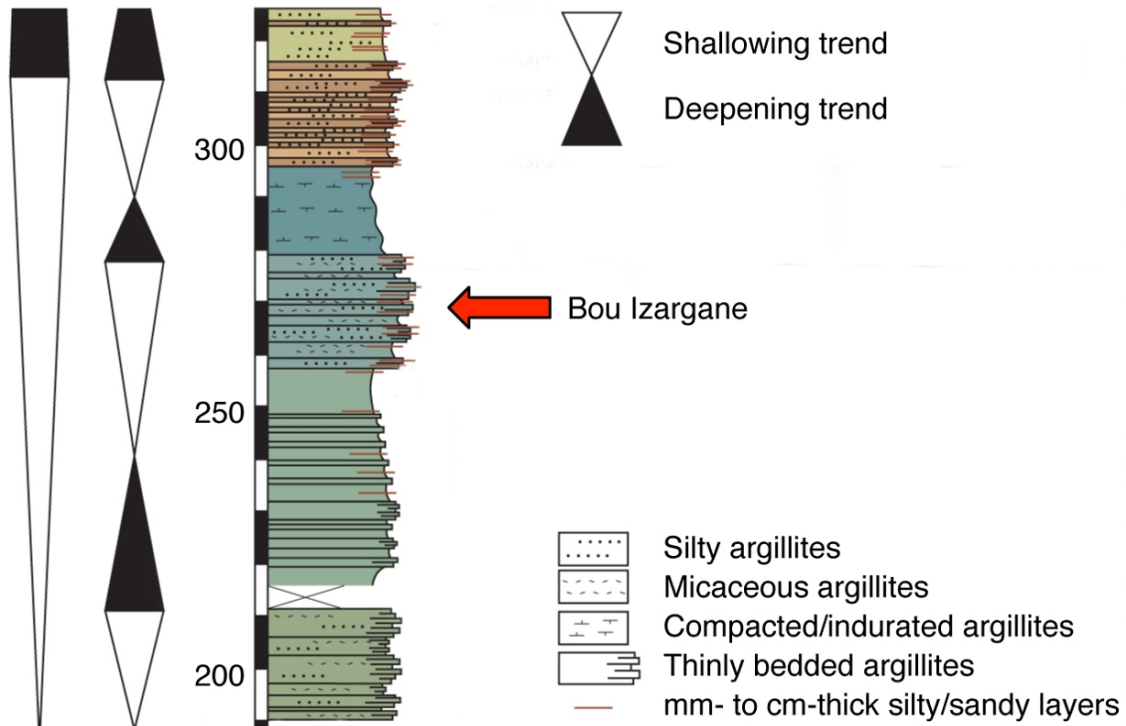 Shallowing trend
Deepening trend
300
Bou Izargane
250
Silty argillites
Micaceous argillites
Compacted/indurated argillites
Thinly bedded argillites
200
mm- to cm-thick silty/sandy layers